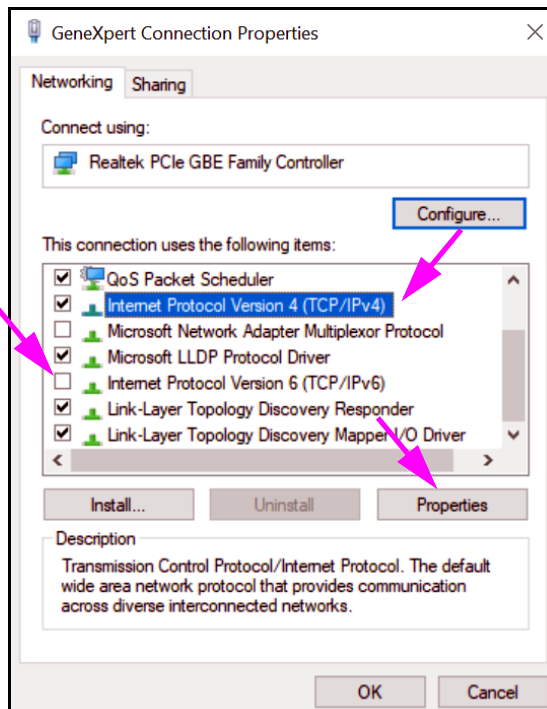 GeneXpert Connection Properties
Networking
Sharing
Connect using:
Realtek PCIe GBE Family Controller
Configure...
This connection uses the following items:
QoS Packet Scheduler
Internet Protocol Version 4 (TCP/IPv4)
Microsoft Network Adapter Multiplexor Protocol
Microsoft LLDP Protocol Driver
Internet Protocol Version 6 (TCP/IPv6)
Link-Layer Topology Discovery Responder
Link-Layer Topology Discovery Mapper I/O Driver
Install...
Uninstall
Properties
Description
Transmission Control Protocol/Internet Protocol. The default
wide area network protocol that provides communication
across diverse interconnected networks.
OK
Cancel